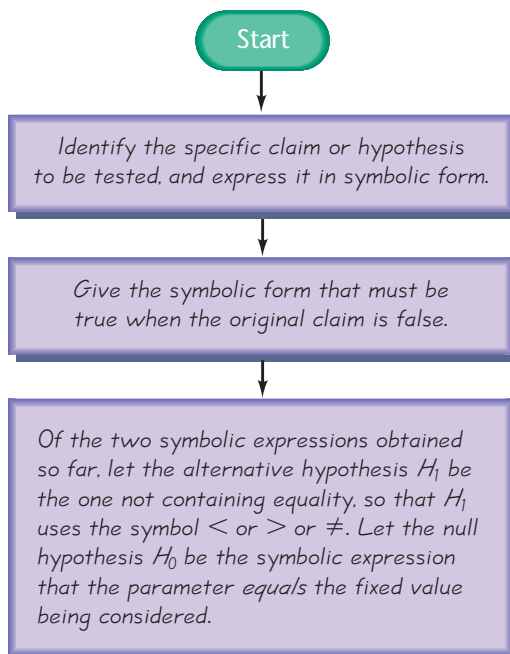 Start
Identify the specific claim or hypothesis
to be tested, and express it in symbolic form.
Give the symbolic form that must be
true when the original claim is false.
Of the two symbolic expressions obtained
so far, let the alternative hypothesis H₁ be
the one not containing equality, so that H₁
uses the symbol < or > or ≠. Let the null
hypothesis H₀ be the symbolic expression
that the parameter equals the fixed value
being considered.